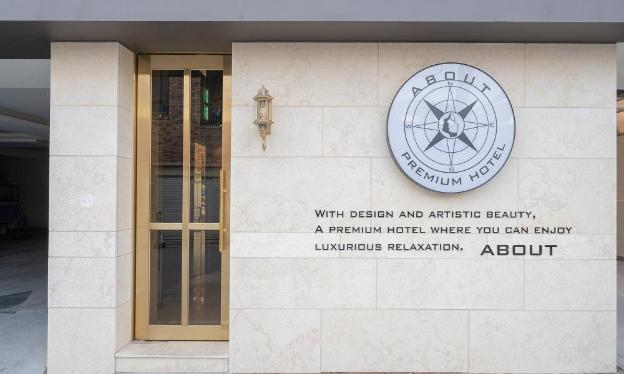 ABOUT
N
W E
S
PREMIUM HOTEL
WITH DESIGN AND ARTISTIC BEAUTY,
A PREMIUM HOTEL WHERE YOU CAN ENJOY
LUXURIOUS RELAXATION. ABOUT